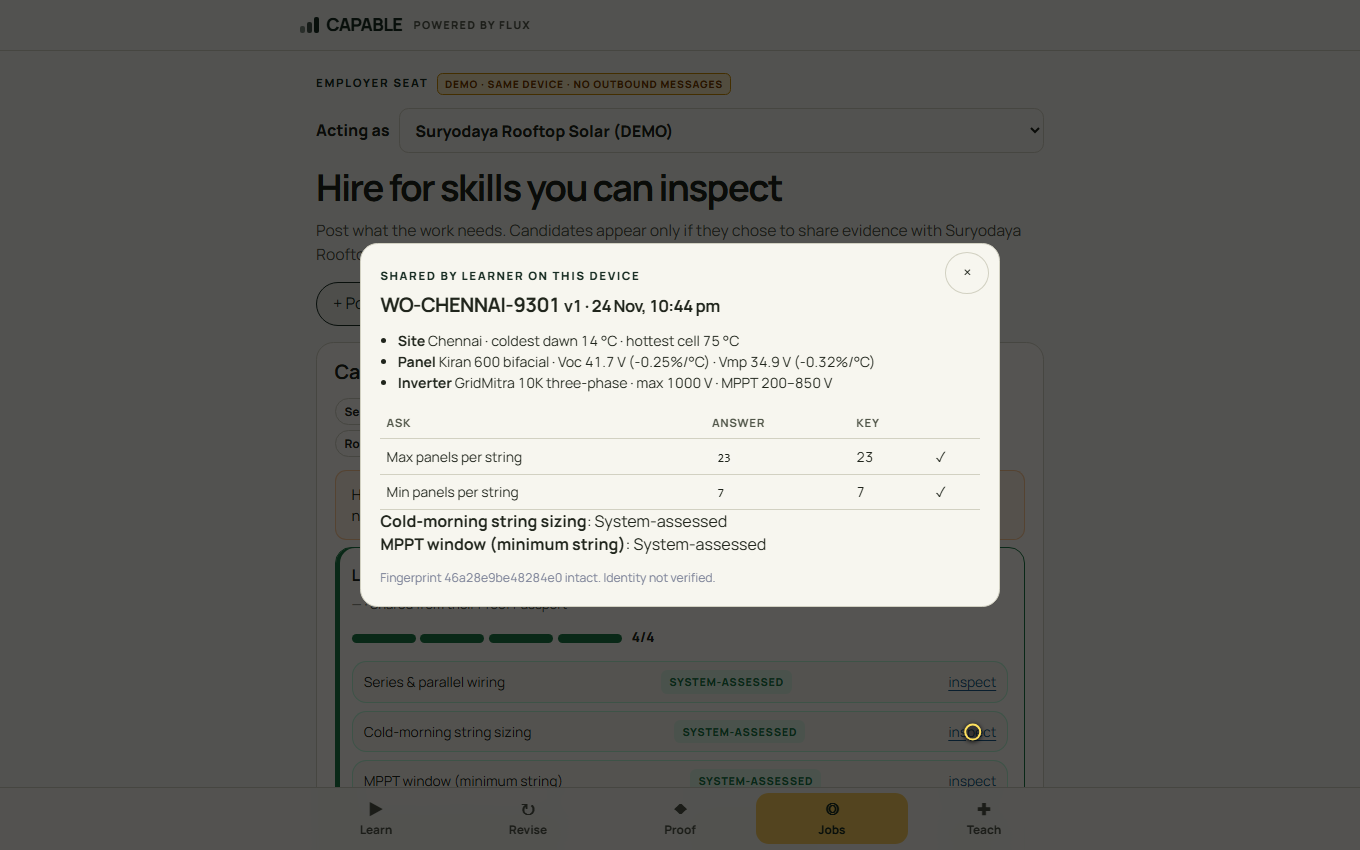 CAPABLE POWERED BY FLUX
EMPLOYER SEAT DEMO · SAME DEVICE · NO OUTBOUND MESSAGES
Acting as Suryodaya Rooftop Solar (DEMO)
Hire for skills you can inspect
Post what the work needs. Candidates appear only if they chose to share evidence with Suryodaya
Roofto
+ Po
SHARED BY LEARNER ON THIS DEVICE
×
WO-CHENNAI-9301 v1 · 24 Nov, 10:44 pm
• Site Chennai · coldest dawn 14 °C · hottest cell 75 °C
• Panel Kiran 600 bifacial · Voc 41.7 V (-0.25%/°C) · Vmp 34.9 V (-0.32%/°C)
• Inverter GridMitra 10K three-phase · max 1000 V · MPPT 200–850 V
ASK ANSWER KEY
Max panels per string 23 23 ✓
Min panels per string 7 7 ✓
Cold-morning string sizing: System-assessed
MPPT window (minimum string): System-assessed
Fingerprint 46a28e9be48284e0 intact. Identity not verified.
Ca
Se
Ro
4/4
Series & parallel wiring SYSTEM-ASSESSED inspect
Cold-morning string sizing SYSTEM-ASSESSED inspect
MPPT window (minimum string) SYSTEM-ASSESSED inspect
Learn Revise Proof Jobs Teach